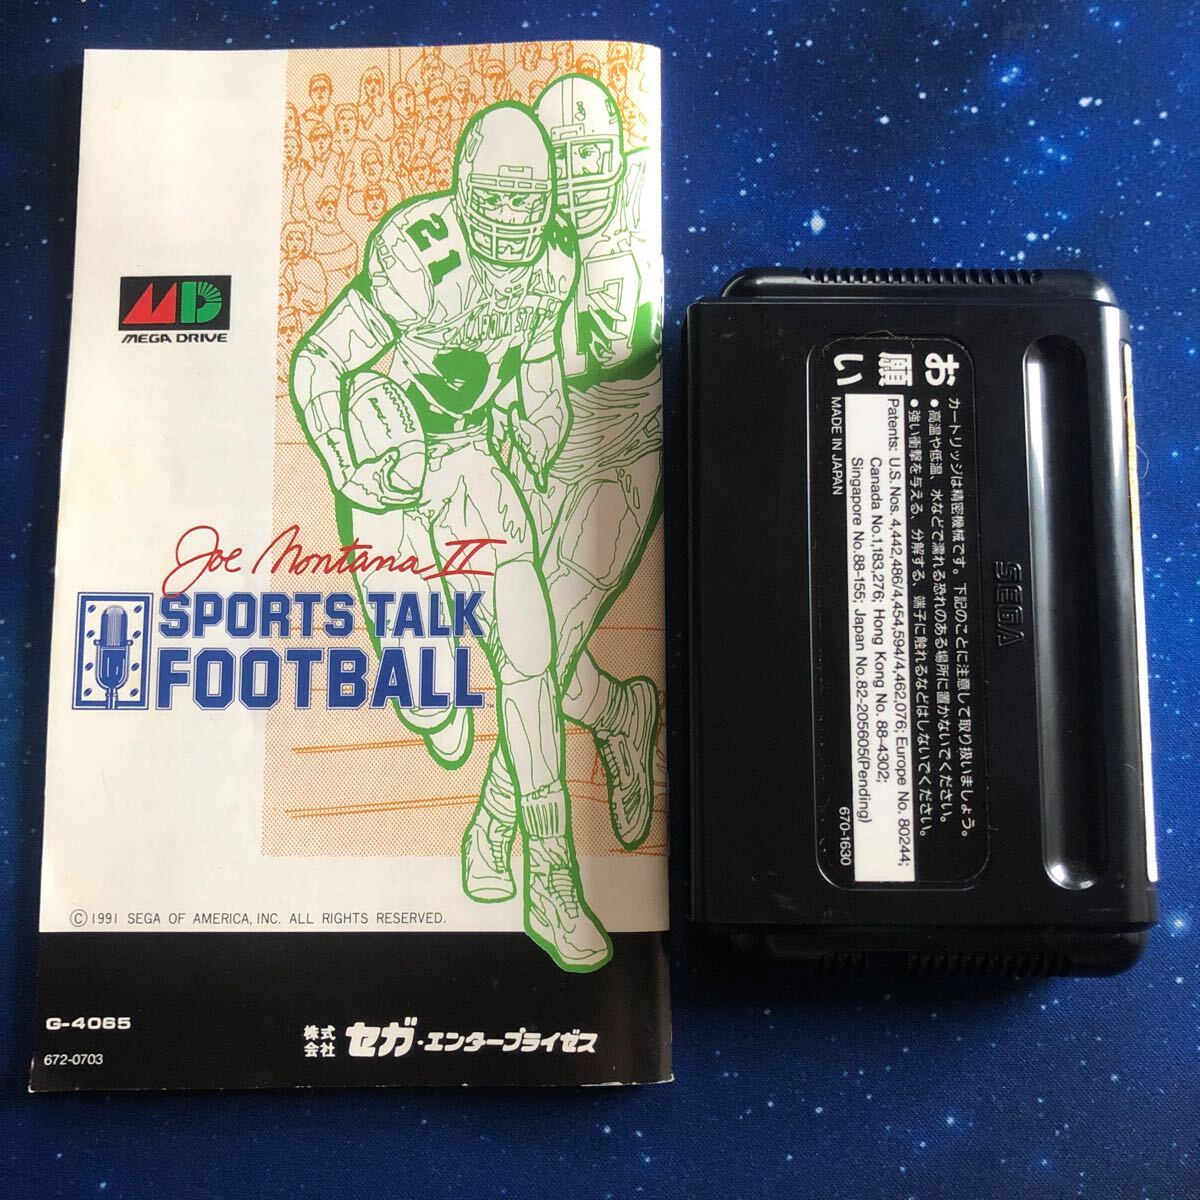 MEGA DRIVE
21
Joe Montana II
SPORTS TALK
FOOTBALL
© 1991 SEGA OF AMERICA, INC. ALL RIGHTS RESERVED.
G-4065
672-0703
株式会社 セガ・エンタープライゼス
SEGA
お願い
カートリッジは精密機械です。下記のことに注意して取り扱いましょう。
●高温や低温、水などで濡れる恐れのある場所に置かないでください。
●強い衝撃を与える、分解する、端子に触れるなどはしないでください。
Patents: U.S. Nos. 4,442,486/4,454,594/4,462,076; Europe No. 80244;
Canada No.1,183,276; Hong Kong No. 88-4302;
Singapore No.88-155; Japan No.82-205605(Pending)
MADE IN JAPAN
670-1630